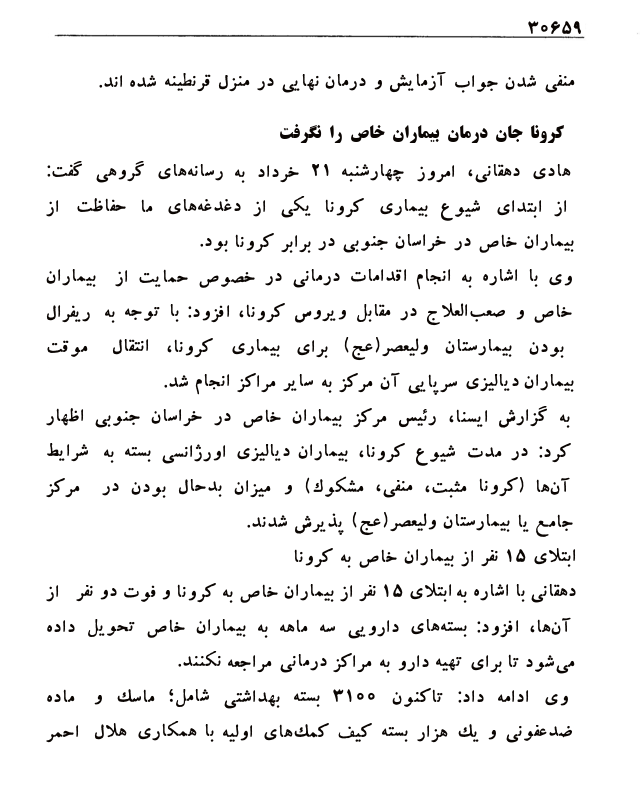 ۳۰۶۵۹
منفی شدن جواب آزمایش و درمان نهایی در منزل قرنطینه شده اند.
کرونا جان درمان بیماران خاص را نگرفت
هادی دهقانی، امروز چهارشنبه ۲۱ خرداد به رسانه‌های گروهی گفت:
از ابتدای شیوع بیماری کرونا یکی از دغدغه‌های ما حفاظت از
بیماران خاص در خراسان جنوبی در برابر کرونا بود.
وی با اشاره به انجام اقدامات درمانی در خصوص حمایت از بیماران
خاص و صعب‌العلاج در مقابل ویروس کرونا، افزود: با توجه به ریفرال
بودن بیمارستان ولیعصر(عج) برای بیماری کرونا، انتقال موقت
بیماران دیالیزی سرپایی آن مرکز به سایر مراکز انجام شد.
به گزارش ایسنا، رئیس مرکز بیماران خاص در خراسان جنوبی اظهار
کرد: در مدت شیوع کرونا، بیماران دیالیزی اورژانسی بسته به شرایط
آن‌ها (کرونا مثبت، منفی، مشکوک) و میزان بدحال بودن در مرکز
جامع یا بیمارستان ولیعصر(عج) پذیرش شدند.
ابتلای ۱۵ نفر از بیماران خاص به کرونا
دهقانی با اشاره به ابتلای ۱۵ نفر از بیماران خاص به کرونا و فوت دو نفر از
آن‌ها، افزود: بسته‌های دارویی سه ماهه به بیماران خاص تحویل داده
می‌شود تا برای تهیه دارو به مراکز درمانی مراجعه نکنند.
وی ادامه داد: تاکنون ۳۱۰۰ بسته بهداشتی شامل؛ ماسک و ماده
ضدعفونی و یک هزار بسته کیف کمک‌های اولیه با همکاری هلال احمر